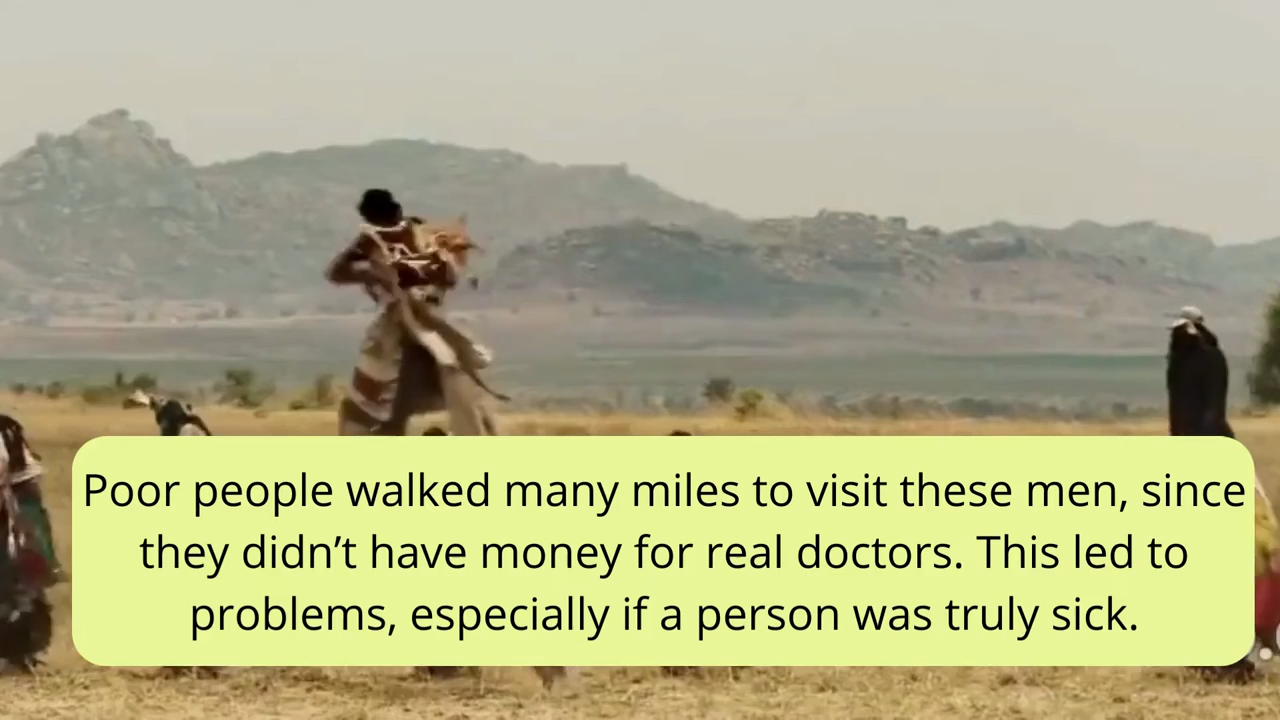 Poor people walked many miles to visit these men, since
they didn’t have money for real doctors. This led to
problems, especially if a person was truly sick.